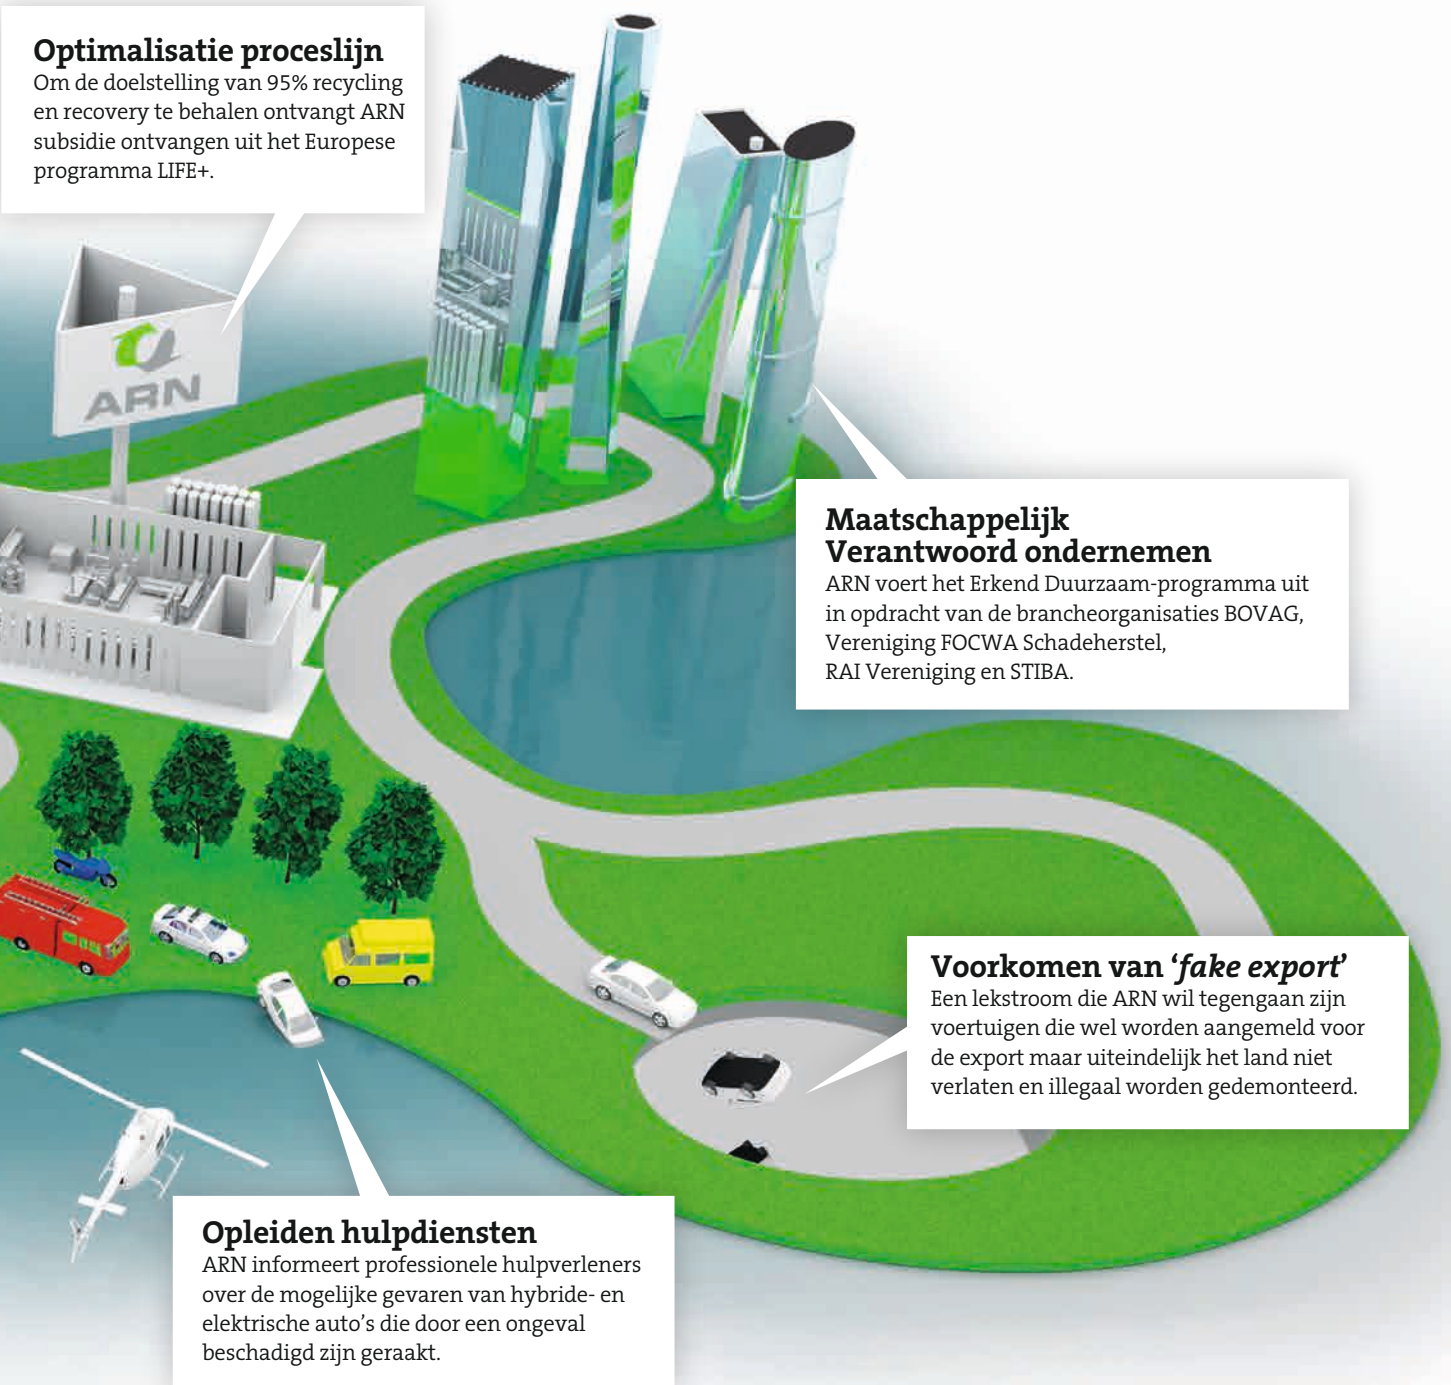 Optimalisatie proceslijn
Om de doelstelling van 95% recycling
en recovery te behalen ontvangt ARN
subsidie ontvangen uit het Europese
programma LIFE+.
ARN
Maatschappelijk
Verantwoord ondernemen
ARN voert het Erkend Duurzaam-programma uit
in opdracht van de brancheorganisaties BOVAG,
Vereniging FOCWA Schadeherstel,
RAI Vereniging en STIBA.
Voorkomen van ‘fake export’
Een lekstroom die ARN wil tegengaan zijn
voertuigen die wel worden aangemeld voor
de export maar uiteindelijk het land niet
verlaten en illegaal worden gedemonteerd.
Opleiden hulpdiensten
ARN informeert professionele hulpverleners
over de mogelijke gevaren van hybride- en
elektrische auto’s die door een ongeval
beschadigd zijn geraakt.